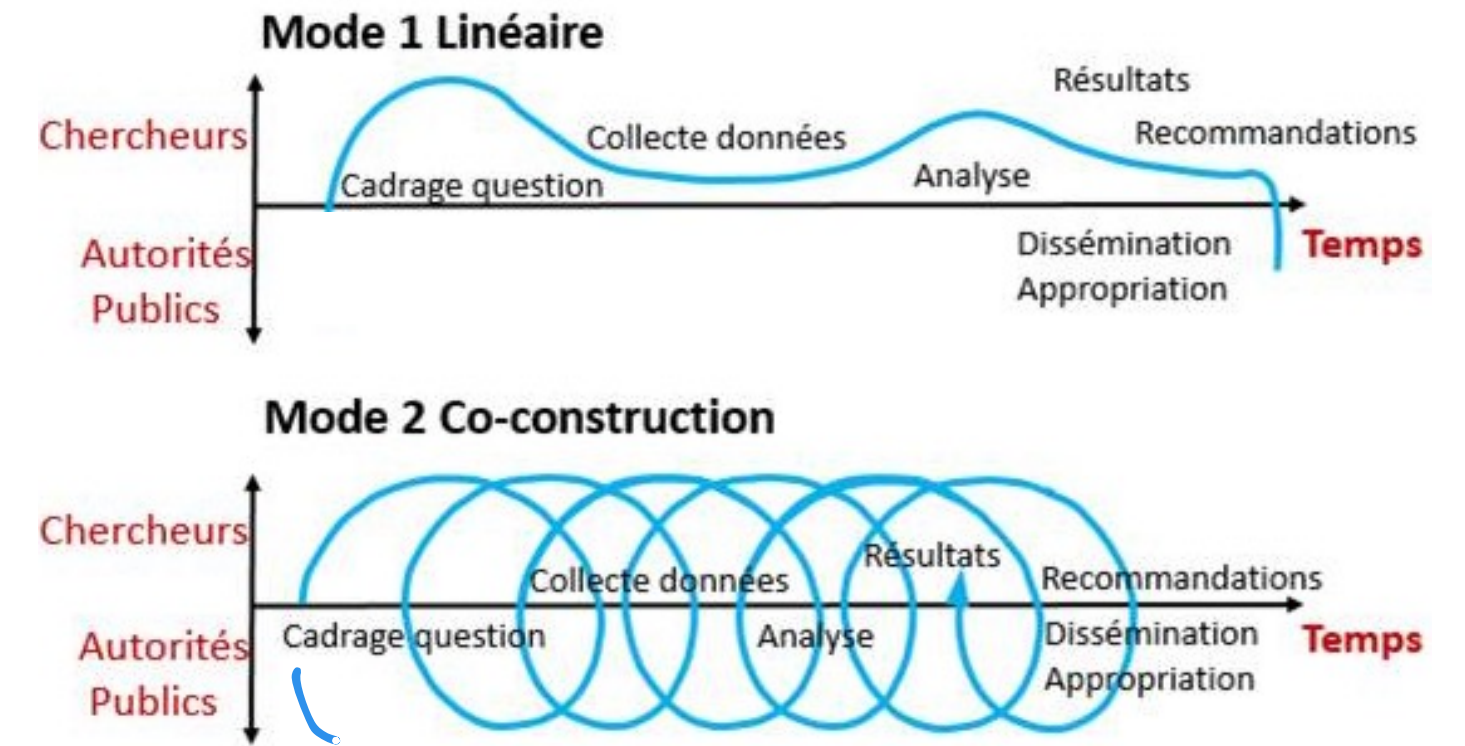 Mode 1 Linéaire
Résultats
Chercheurs
Collecte données
Recommandations
Cadrage question
Analyse
Autorités
Publics
Dissémination
Appropriation
Temps
Mode 2 Co-construction
Chercheurs
Résultats
Collecte données
Recommandations
Autorités
Publics
Cadrage question
Analyse
Dissémination
Appropriation
Temps